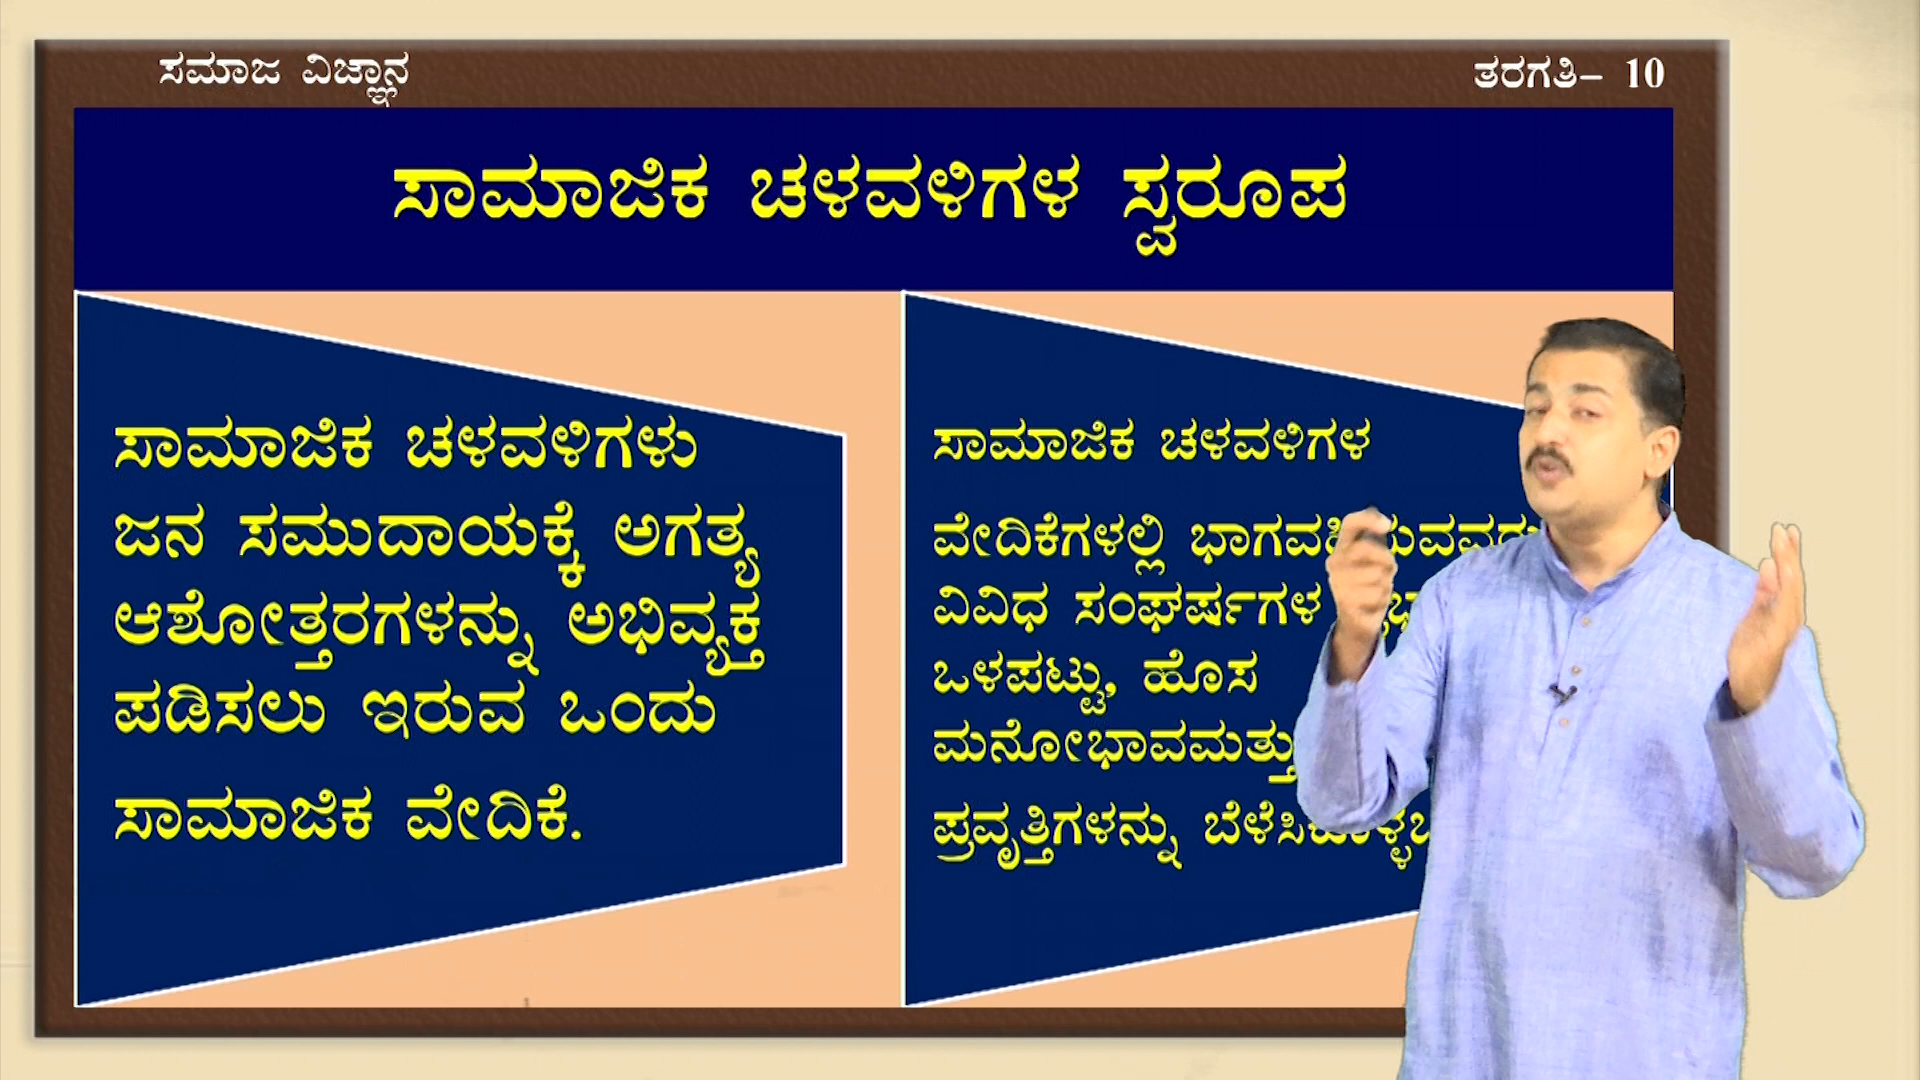 ಸಮಾಜ ವಿಜ್ಞಾನ
ತರಗತಿ– 10
ಸಾಮಾಜಿಕ ಚಳವಳಿಗಳ ಸ್ವರೂಪ
ಸಾಮಾಜಿಕ ಚಳವಳಿಗಳು
ಜನ ಸಮುದಾಯಕ್ಕೆ ಅಗತ್ಯ
ಆಶೋತ್ತರಗಳನ್ನು ಅಭಿವ್ಯಕ್ತ
ಪಡಿಸಲು ಇರುವ ಒಂದು
ಸಾಮಾಜಿಕ ವೇದಿಕೆ.
ಸಾಮಾಜಿಕ ಚಳವಳಿಗಳ
ವೇದಿಕೆಗಳಲ್ಲಿ
ವಿವಿಧ ಸಂಘರ್ಷಗಳ
ಒಳಪಟ್ಟು, ಹೊಸ
ಮನೋಭಾವಮತ್ತು
ಪ್ರವೃತ್ತಿಗಳನ್ನು